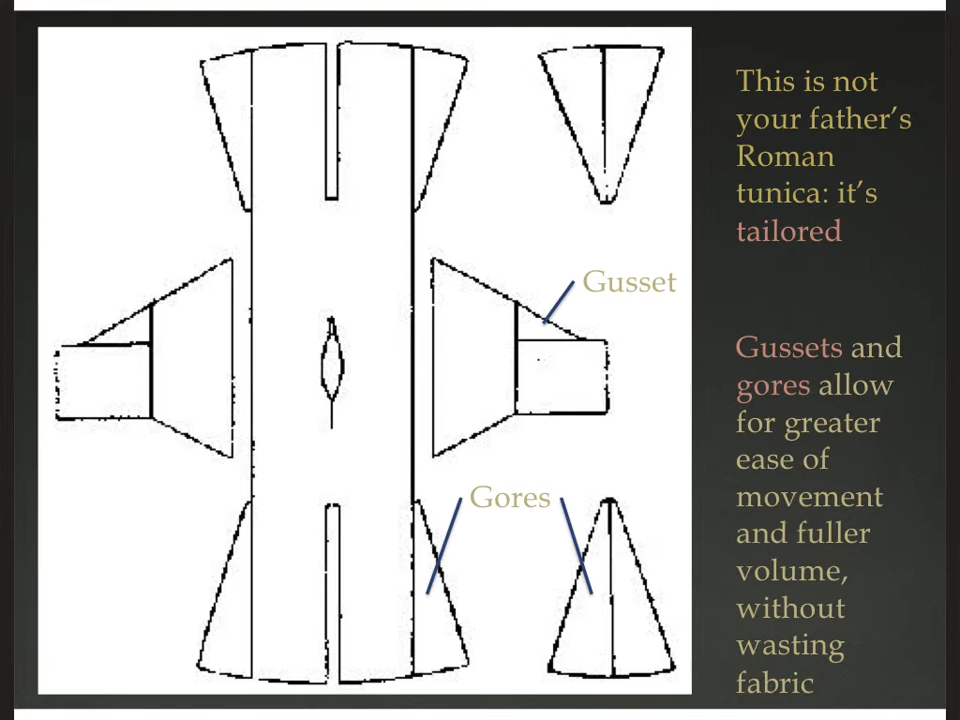 This is not
your father’s
Roman
tunica: it’s
tailored
Gusset
Gussets and
gores allow
for greater
ease of
movement
and fuller
volume,
without
wasting
fabric
Gores